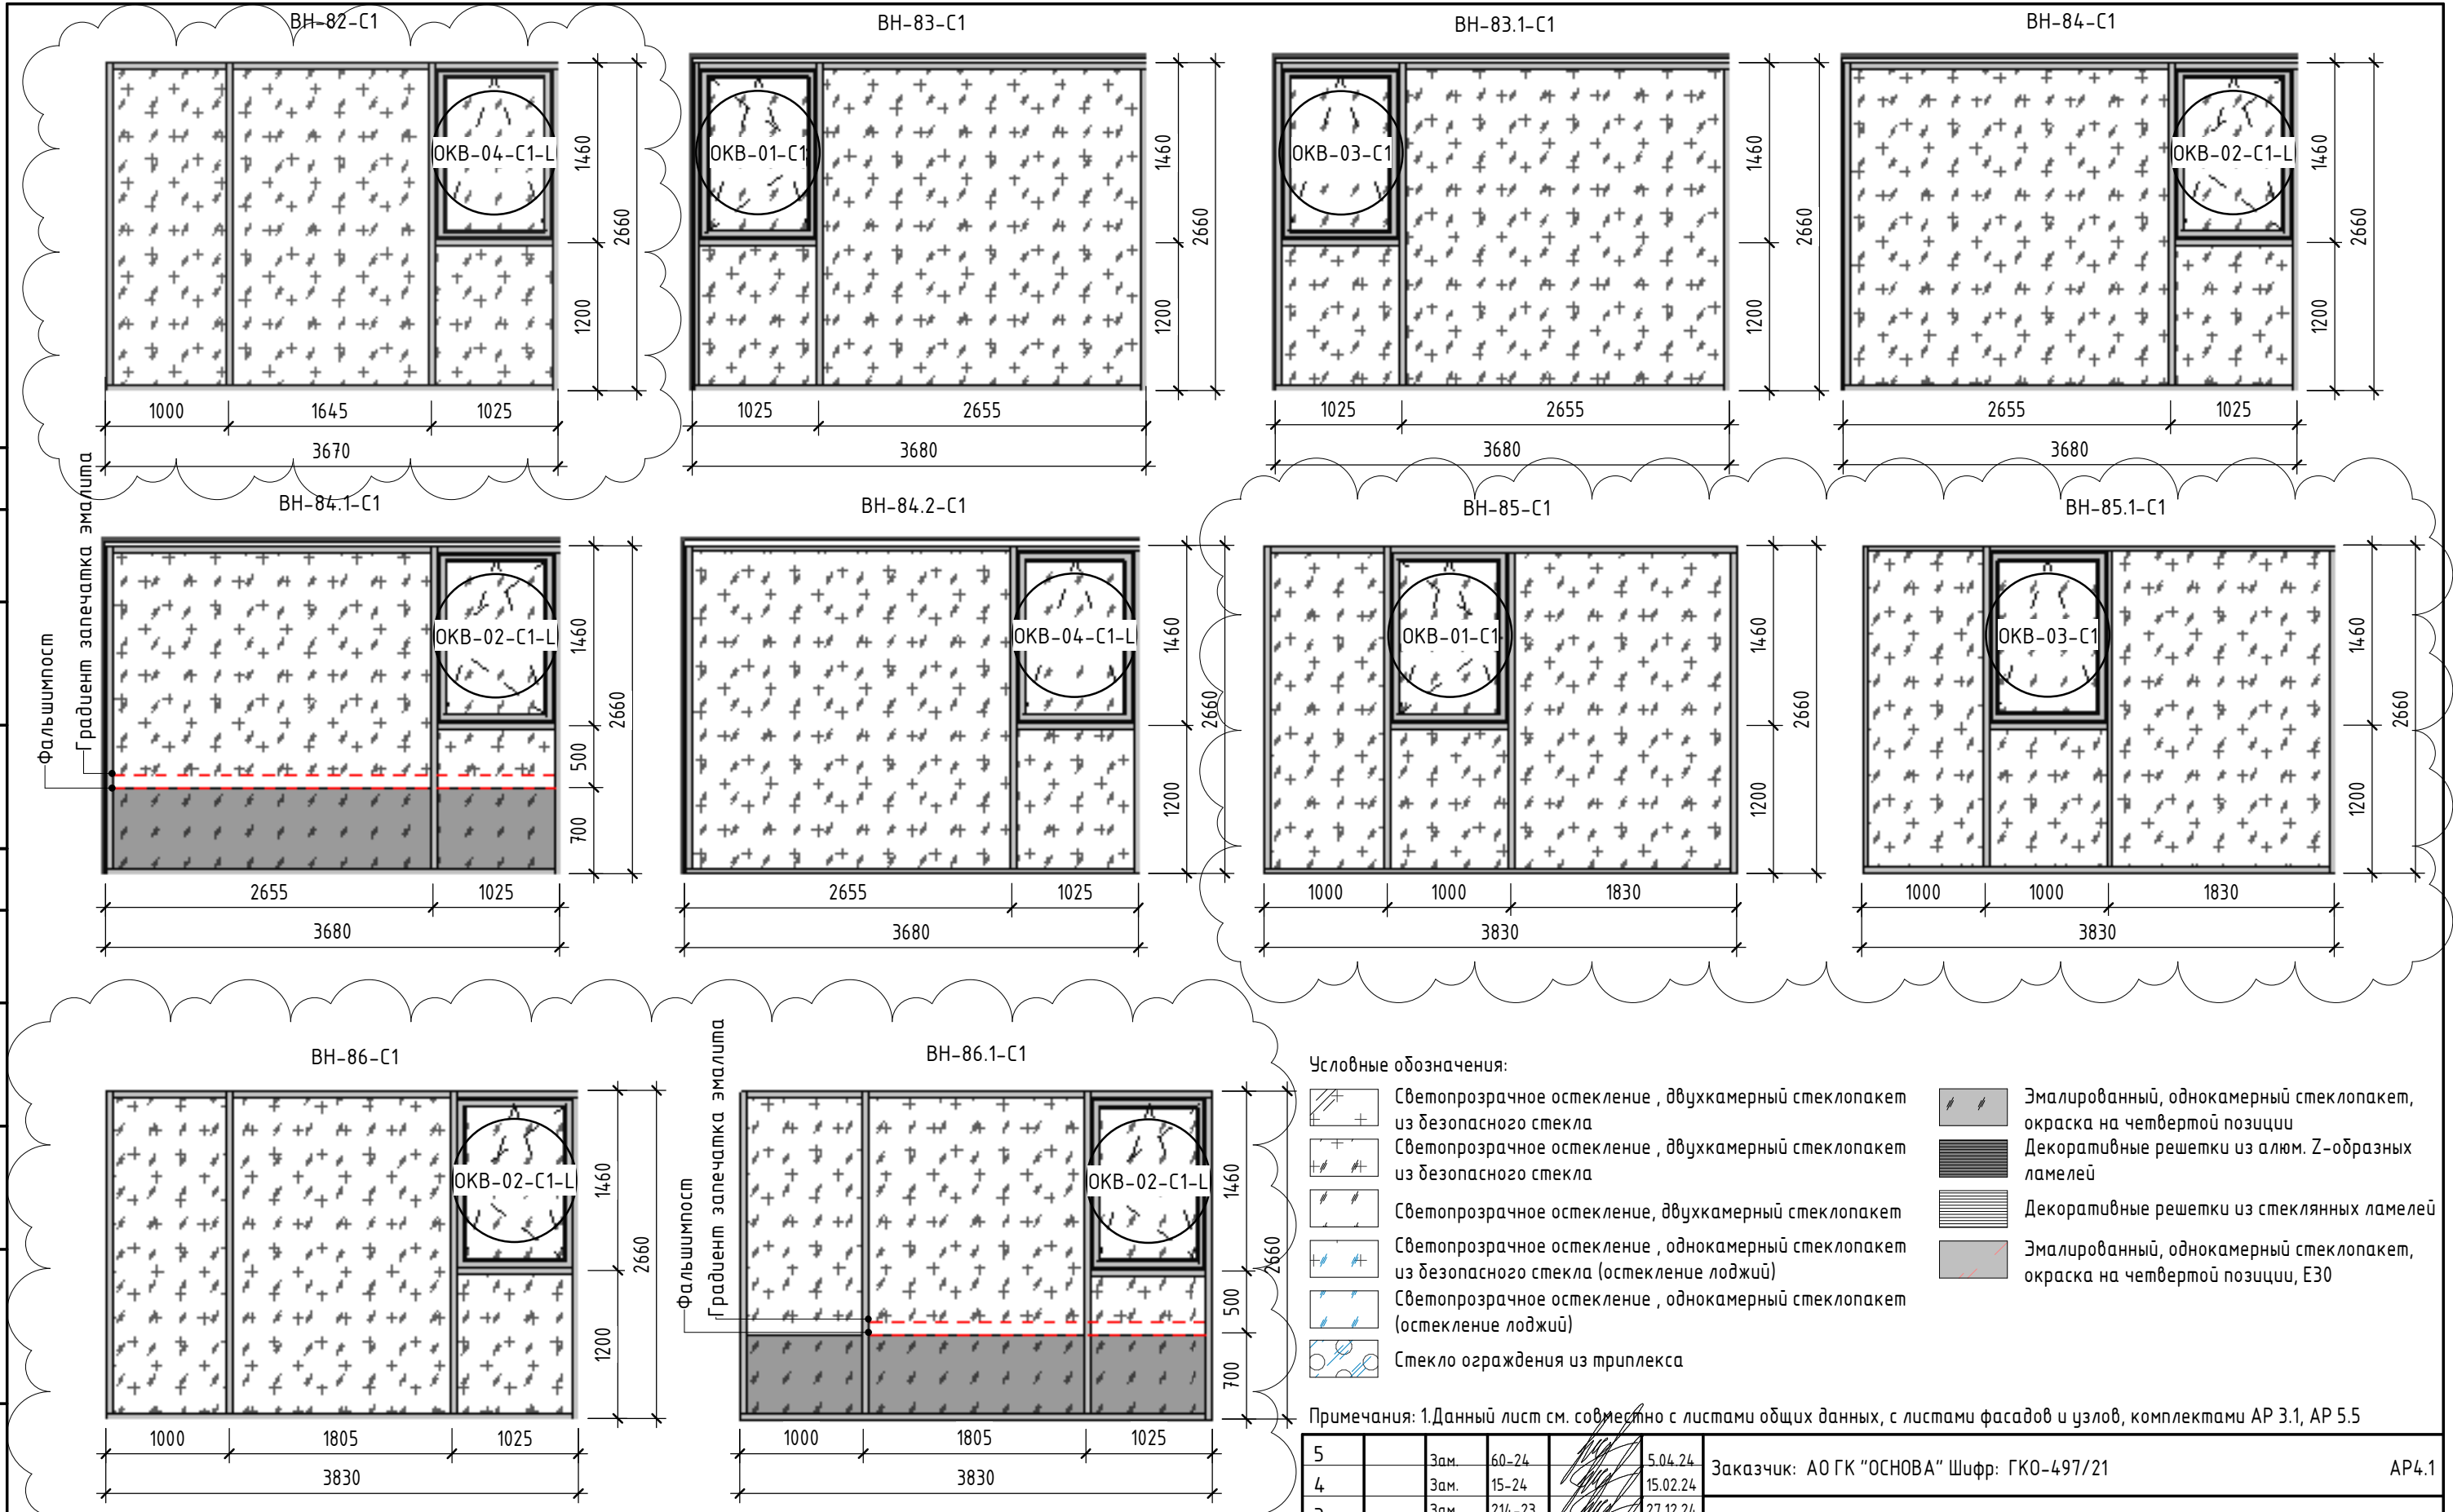 ВН-82-С1
ОКВ-04-С1-L
1460
2660
1200
1000
1645
1025
3670
ВН-83-С1
ОКВ-01-С1
1460
2660
1200
1025
2655
3680
ВН-83.1-С1
ОКВ-03-С1
1460
2660
1200
1025
2655
3680
ВН-84-С1
ОКВ-02-С1-L
1460
2660
1200
2655
1025
3680
ВН-84.1-С1
Фальшимпост
Градиент запечатка эмалита
ОКВ-02-С1-L
1460
2660
500
700
2655
1025
3680
ВН-84.2-С1
ОКВ-04-С1-L
1460
2660
1200
2655
1025
3680
ВН-85-С1
ОКВ-01-С1
1460
2660
1200
1000
1000
1830
3830
ВН-85.1-С1
ОКВ-03-С1
1460
2660
1200
1000
1000
1830
3830
ВН-86-С1
ОКВ-02-С1-L
1460
2660
1200
1000
1805
1025
3830
ВН-86.1-С1
Фальшимпост
Градиент запечатка эмалита
ОКВ-02-С1-L
1460
2660
500
700
1000
1805
1025
3830
Условные обозначения:
Светопрозрачное остекление , двухкамерный стеклопакет
из безопасного стекла
Светопрозрачное остекление , двухкамерный стеклопакет
из безопасного стекла
Светопрозрачное остекление, двухкамерный стеклопакет
Светопрозрачное остекление , однокамерный стеклопакет
из безопасного стекла (остекление лоджий)
Светопрозрачное остекление , однокамерный стеклопакет
(остекление лоджий)
Стекло ограждения из триплекса
Эмалированный, однокамерный стеклопакет,
окраска на четвертой позиции
Декоративные решетки из алюм. Z-образных
ламелей
Декоративные решетки из стеклянных ламелей
Эмалированный, однокамерный стеклопакет,
окраска на четвертой позиции, Е30
Примечания: 1.Данный лист см. совместно с листами общих данных, с листами фасадов и узлов, комплектами АР 3.1, АР 5.5
5 Зам. 60-24 5.04.24
4 Зам. 15-24 15.02.24
Зам. 214-23 27.12.24
Заказчик: АО ГК "ОСНОВА" Шифр: ГКО-497/21 АР4.1